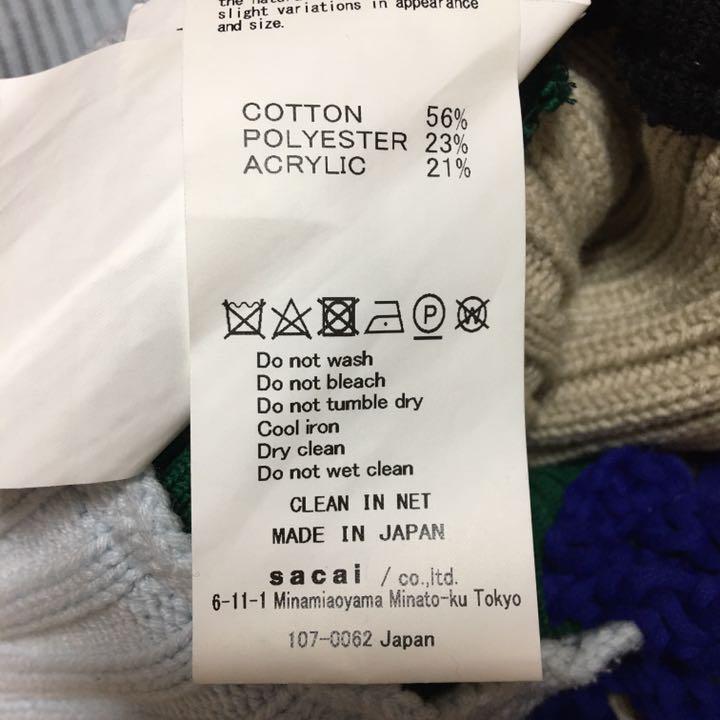 slight variations in appearance
and size.
COTTON 56%
POLYESTER 23%
ACRYLIC 21%
P W
Do not wash
Do not bleach
Do not tumble dry
Cool iron
Dry clean
Do not wet clean
CLEAN IN NET
MADE IN JAPAN
sacai / co.,ltd.
6-11-1 Minamiaoyama Minato-ku Tokyo
107-0062 Japan